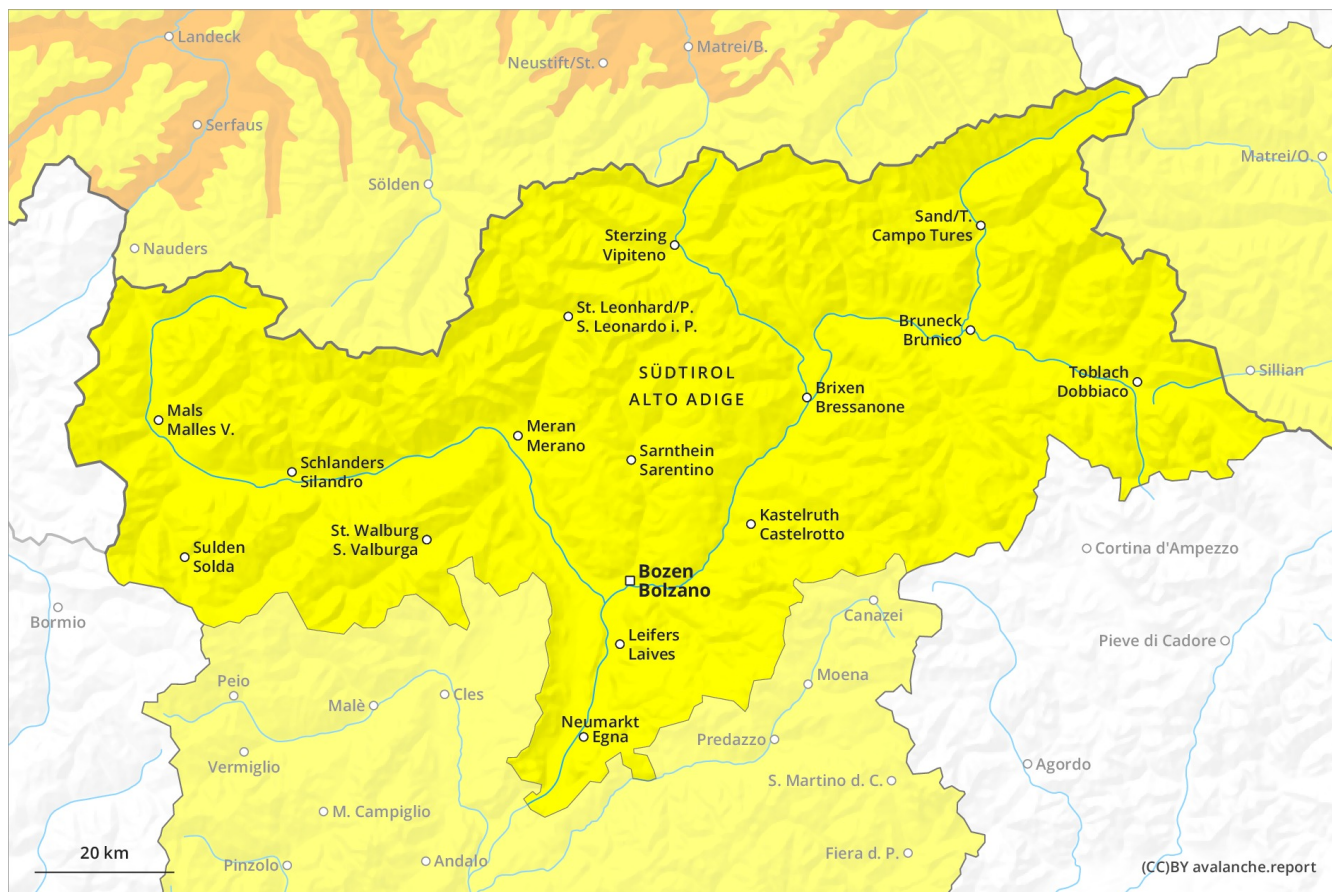 Landeck
Matrei/B.
Neustift/St.
Serfaus
Matrei/O.
Sölden
Sand/T.
Campo Tures
Sterzing
Vipiteno
Nauders
St. Leonhard/P.
S. Leonardo i. P.
Bruneck
Brunico
SÜDTIROL
ALTO ADIGE
Toblach
Dobbiaco
Sillian
Brixen
Bressanone
Mals
Malles V.
Meran
Merano
Sarnthein
Sarentino
Schlanders
Silandro
Kastelruth
Castelrotto
St. Walburg
S. Valburga
Sulden
Solda
Cortina d'Ampezzo
Bozen
Bolzano
Bormio
Canazei
Leifers
Laives
Pieve di Cadore
Moena
Peio
Malè
Cles
Neumarkt
Egna
Predazzo
Vermiglio
Agordo
S. Martino d. C.
M. Campiglio
20 km
Pinzolo
Andalo
Fiera d. P.
(CC)BY avalanche.report